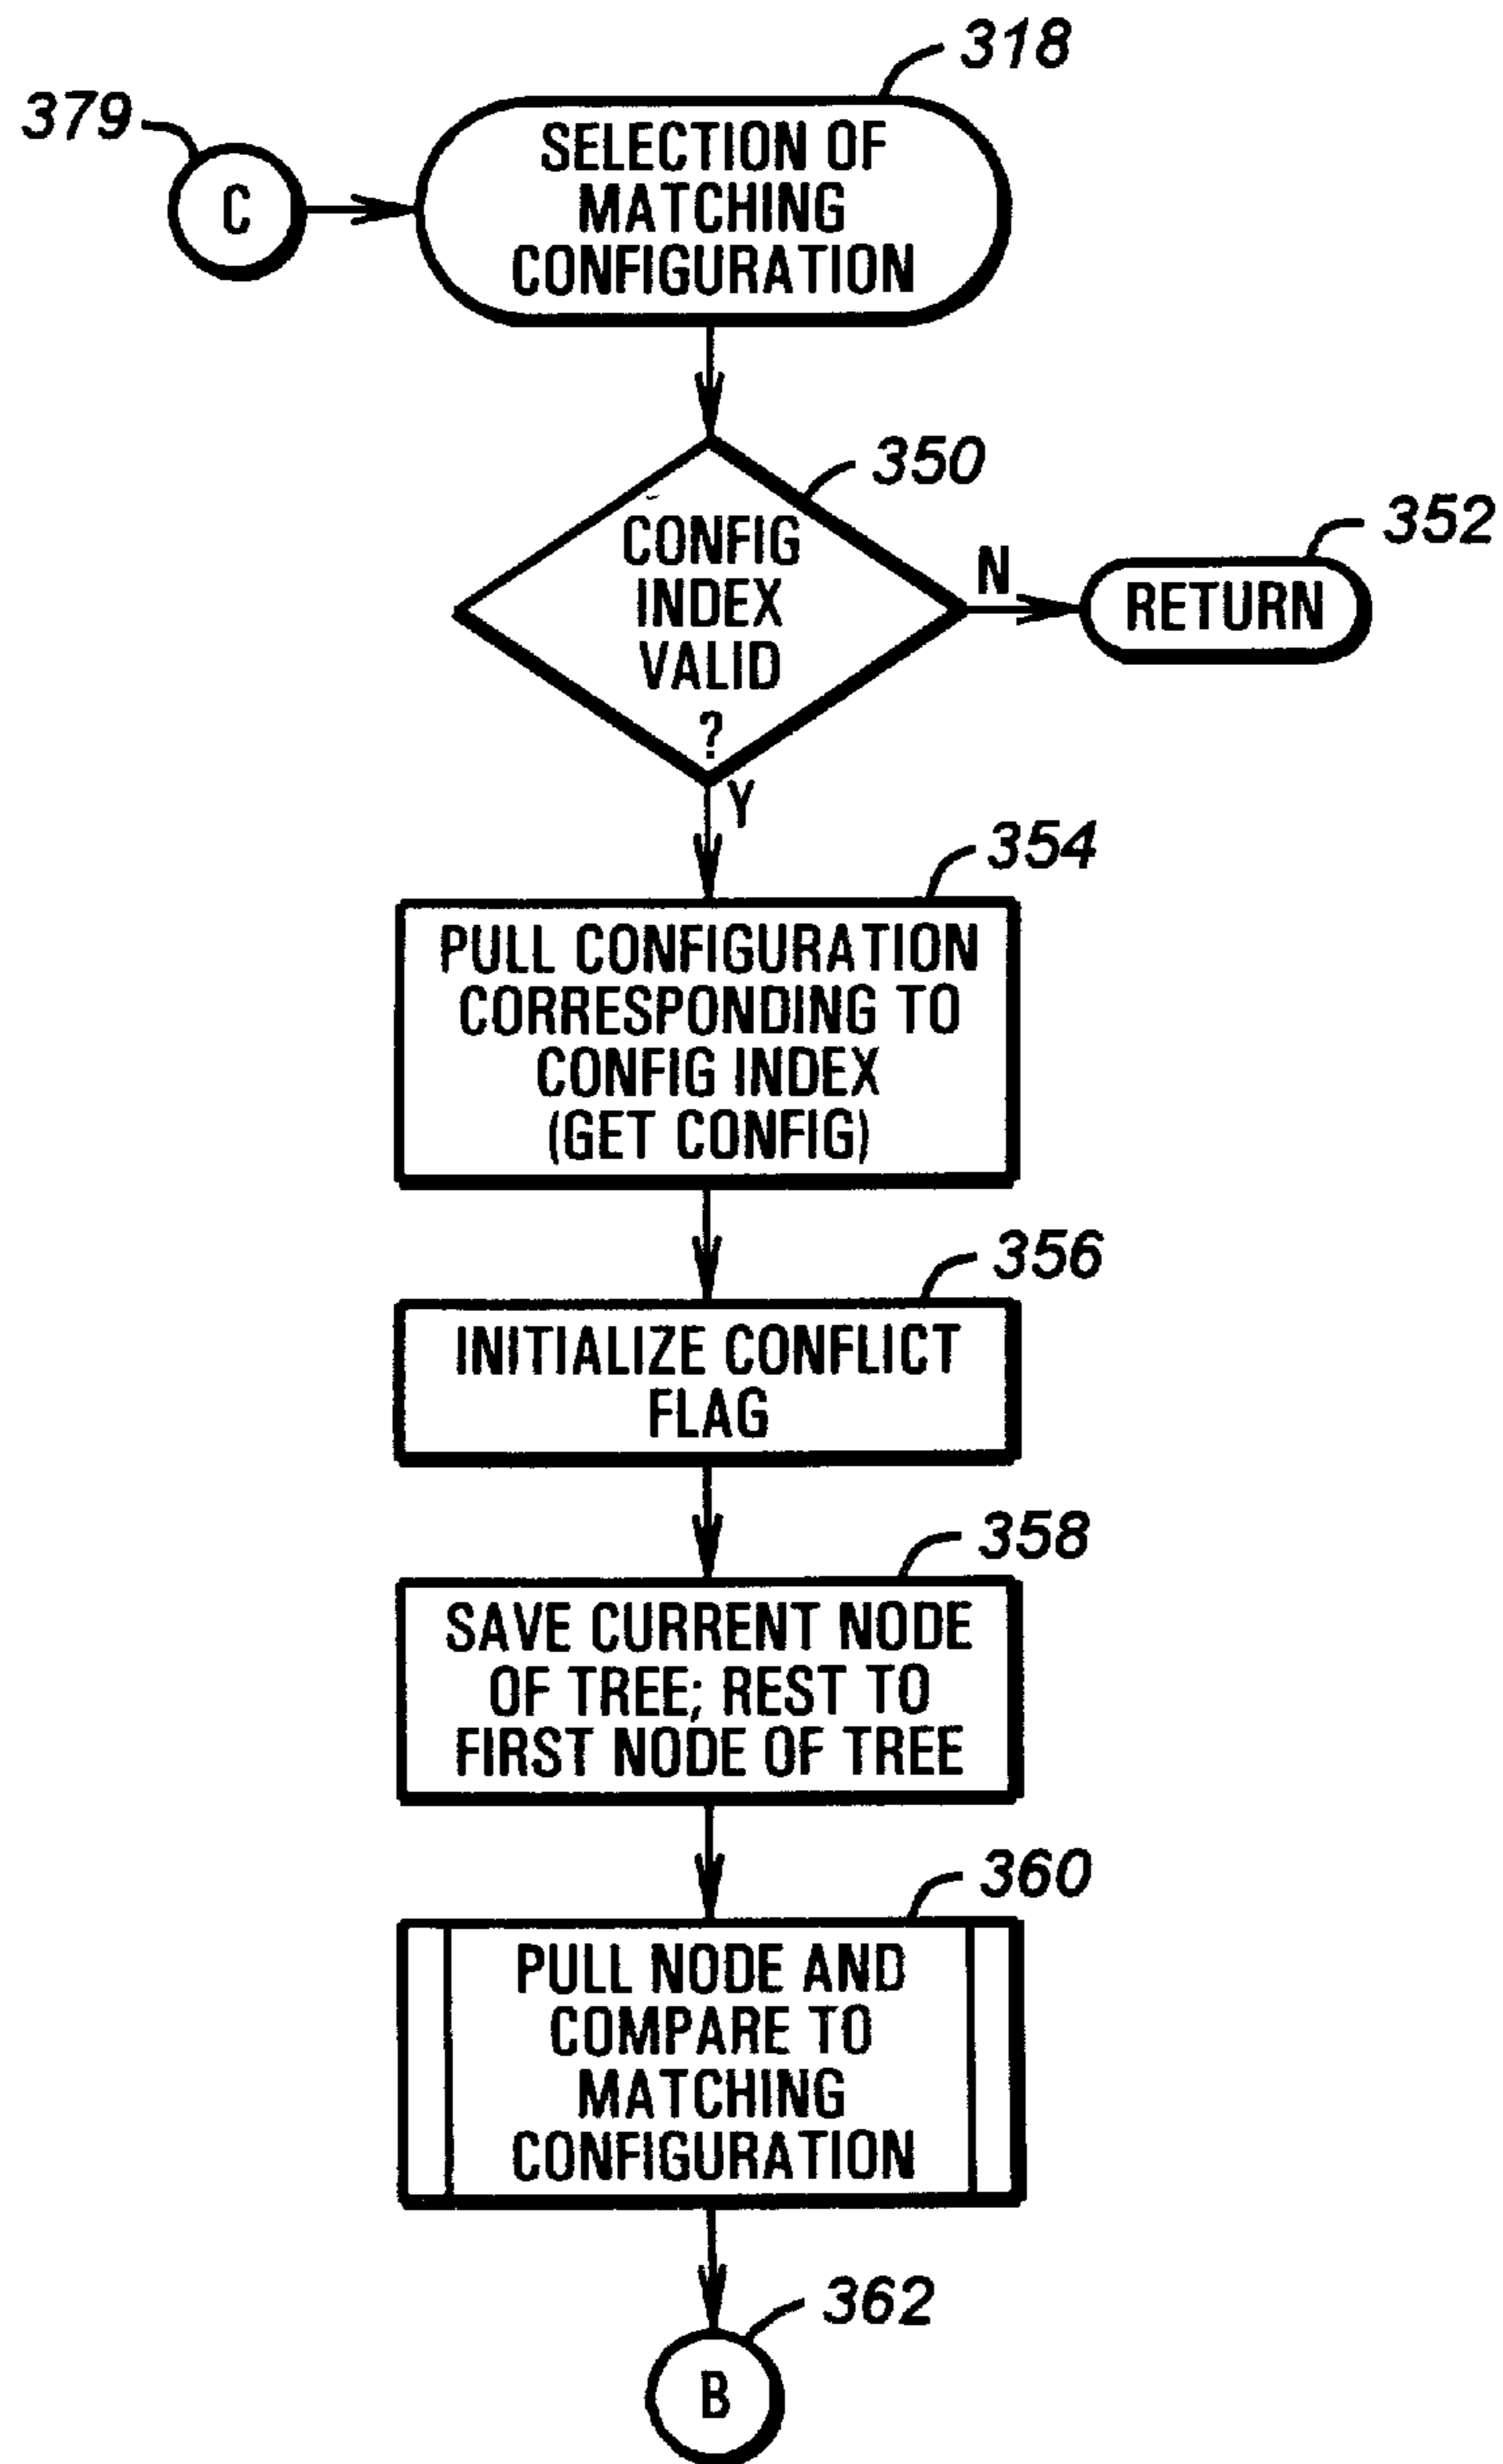 318
379
C
SELECTION OF
MATCHING
CONFIGURATION
350
CONFIG
INDEX
VALID
?
N
352
RETURN
Y
354
PULL CONFIGURATION
CORRESPONDING TO
CONFIG INDEX
(GET CONFIG)
356
INITIALIZE CONFLICT
FLAG
358
SAVE CURRENT NODE
OF TREE; REST TO
FIRST NODE OF TREE
360
PULL NODE AND
COMPARE TO
MATCHING
CONFIGURATION
362
B